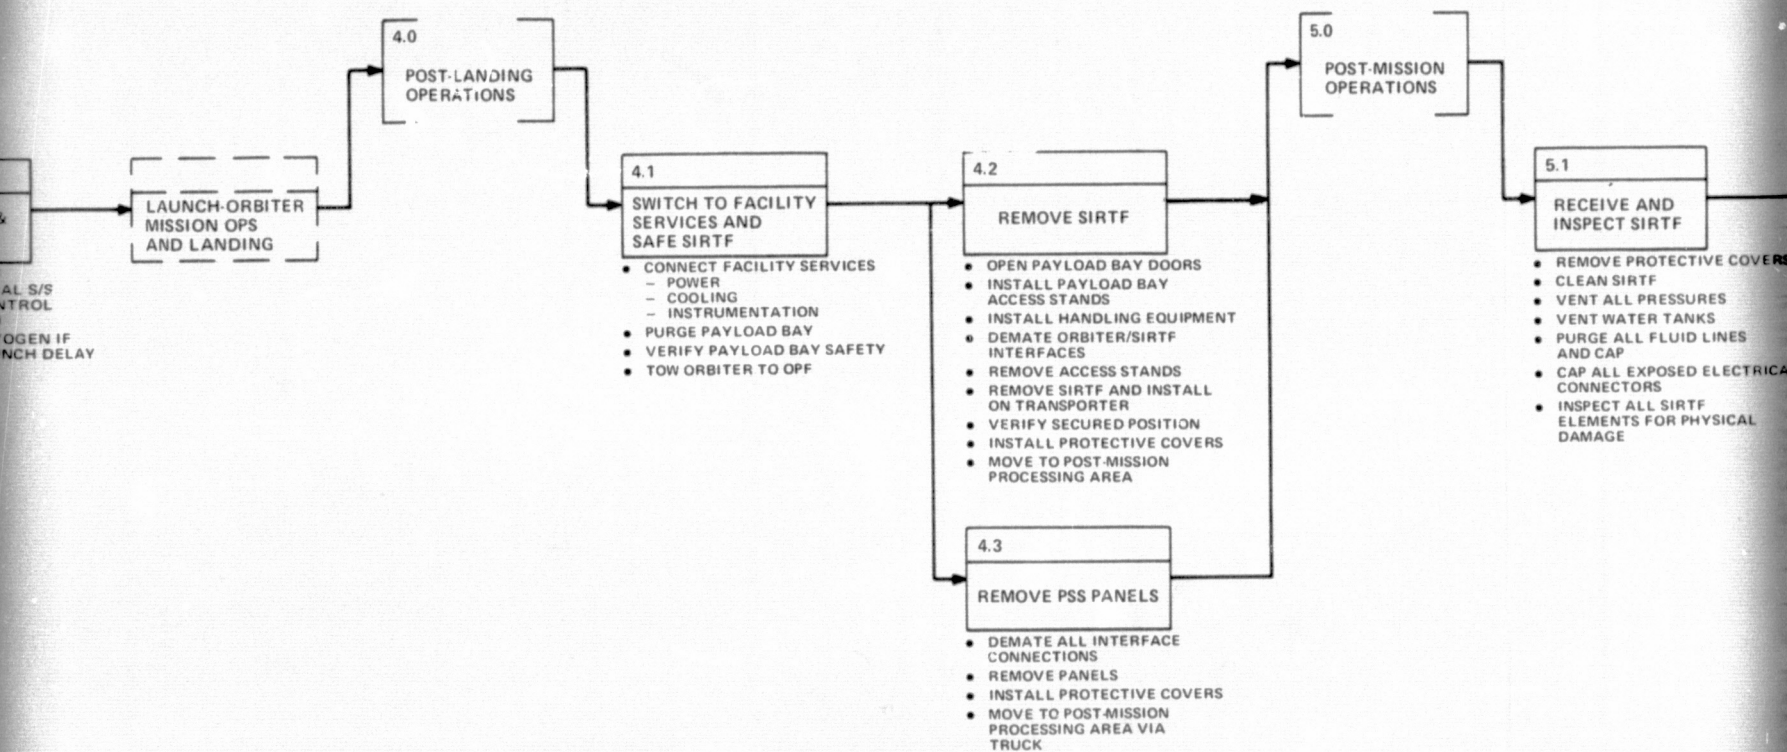 &
AL S/S
NTROL
OGEN IF
NCH DELAY
LAUNCH-ORBITER
MISSION OPS
AND LANDING
4.0
POST-LANDING
OPERATIONS
4.1
SWITCH TO FACILITY
SERVICES AND
SAFE SIRTF
• CONNECT FACILITY SERVICES
– POWER
– COOLING
– INSTRUMENTATION
• PURGE PAYLOAD BAY
• VERIFY PAYLOAD BAY SAFETY
• TOW ORBITER TO OPF
4.2
REMOVE SIRTF
• OPEN PAYLOAD BAY DOORS
• INSTALL PAYLOAD BAY
ACCESS STANDS
• INSTALL HANDLING EQUIPMENT
• DEMATE ORBITER/SIRTF
INTERFACES
• REMOVE ACCESS STANDS
• REMOVE SIRTF AND INSTALL
ON TRANSPORTER
• VERIFY SECURED POSITION
• INSTALL PROTECTIVE COVERS
• MOVE TO POST-MISSION
PROCESSING AREA
4.3
REMOVE PSS PANELS
• DEMATE ALL INTERFACE
CONNECTIONS
• REMOVE PANELS
• INSTALL PROTECTIVE COVERS
• MOVE TO POST-MISSION
PROCESSING AREA VIA
TRUCK
5.0
POST-MISSION
OPERATIONS
5.1
RECEIVE AND
INSPECT SIRTF
• REMOVE PROTECTIVE COVERS
• CLEAN SIRTF
• VENT ALL PRESSURES
• VENT WATER TANKS
• PURGE ALL FLUID LINES
AND CAP
• CAP ALL EXPOSED ELECTRICA
CONNECTORS
• INSPECT ALL SIRTF
ELEMENTS FOR PHYSICAL
DAMAGE